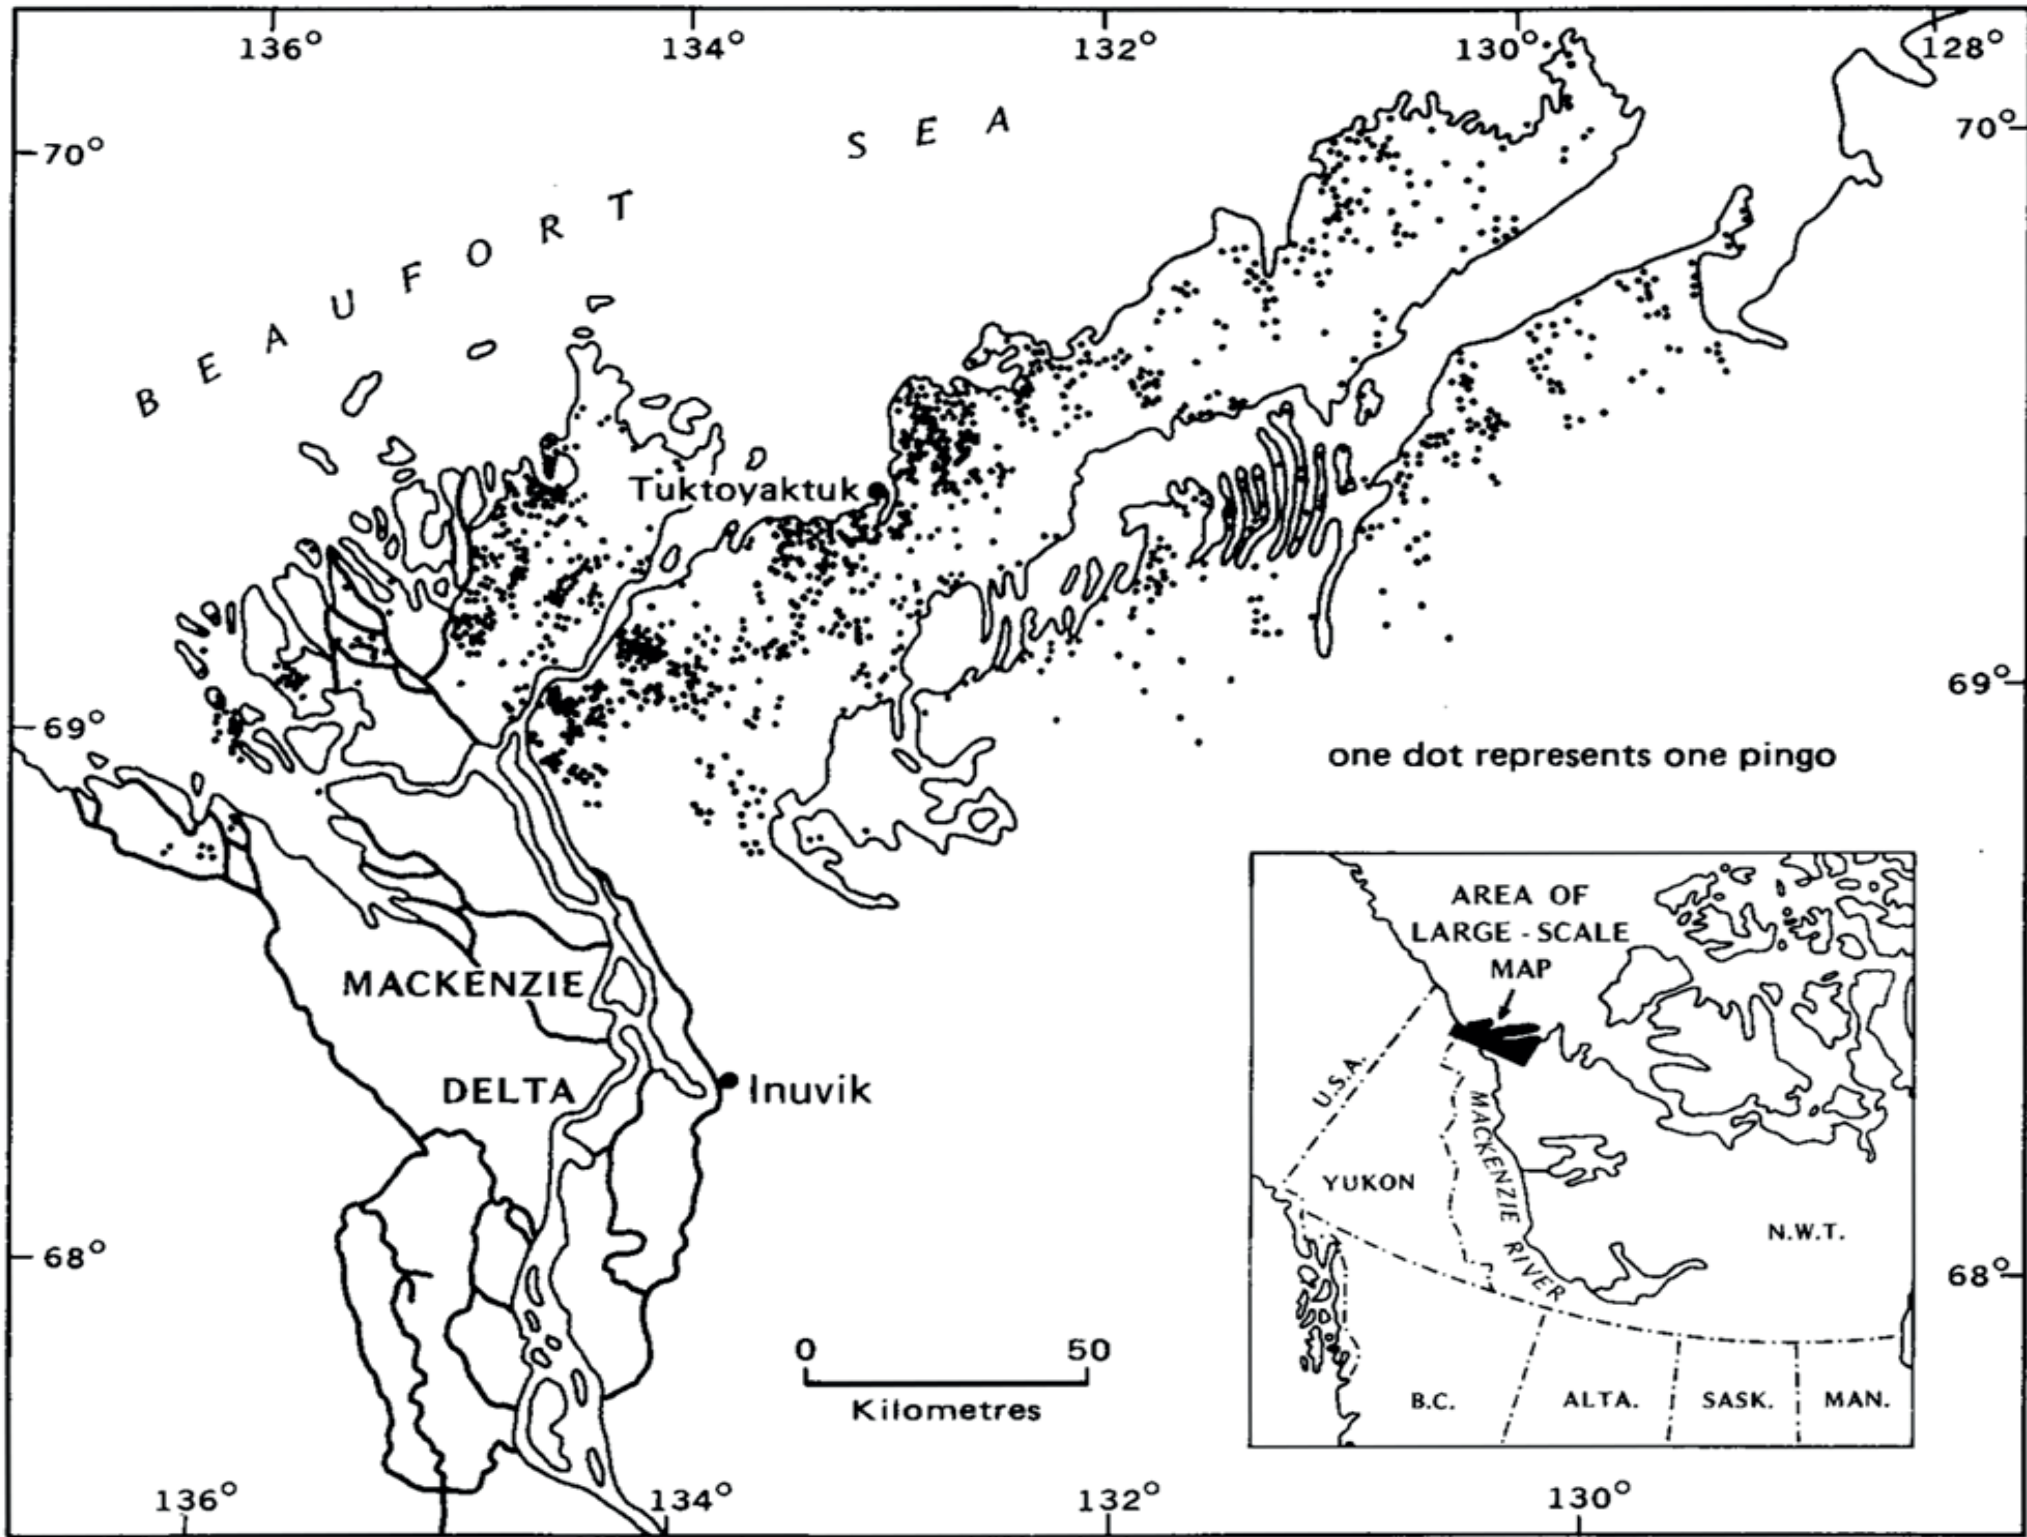 136°
134°
132°
130°
128°
70°
70°
BEAUFORT SEA
Tuktoyaktuk
69°
69°
one dot represents one pingo
MACKENZIE
DELTA
Inuvik
68°
68°
0
50
Kilometres
136°
134°
132°
130°
AREA OF
LARGE-SCALE
MAP
U.S.A.
YUKON
MACKENZIE RIVER
N.W.T.
B.C.
ALTA.
SASK.
MAN.